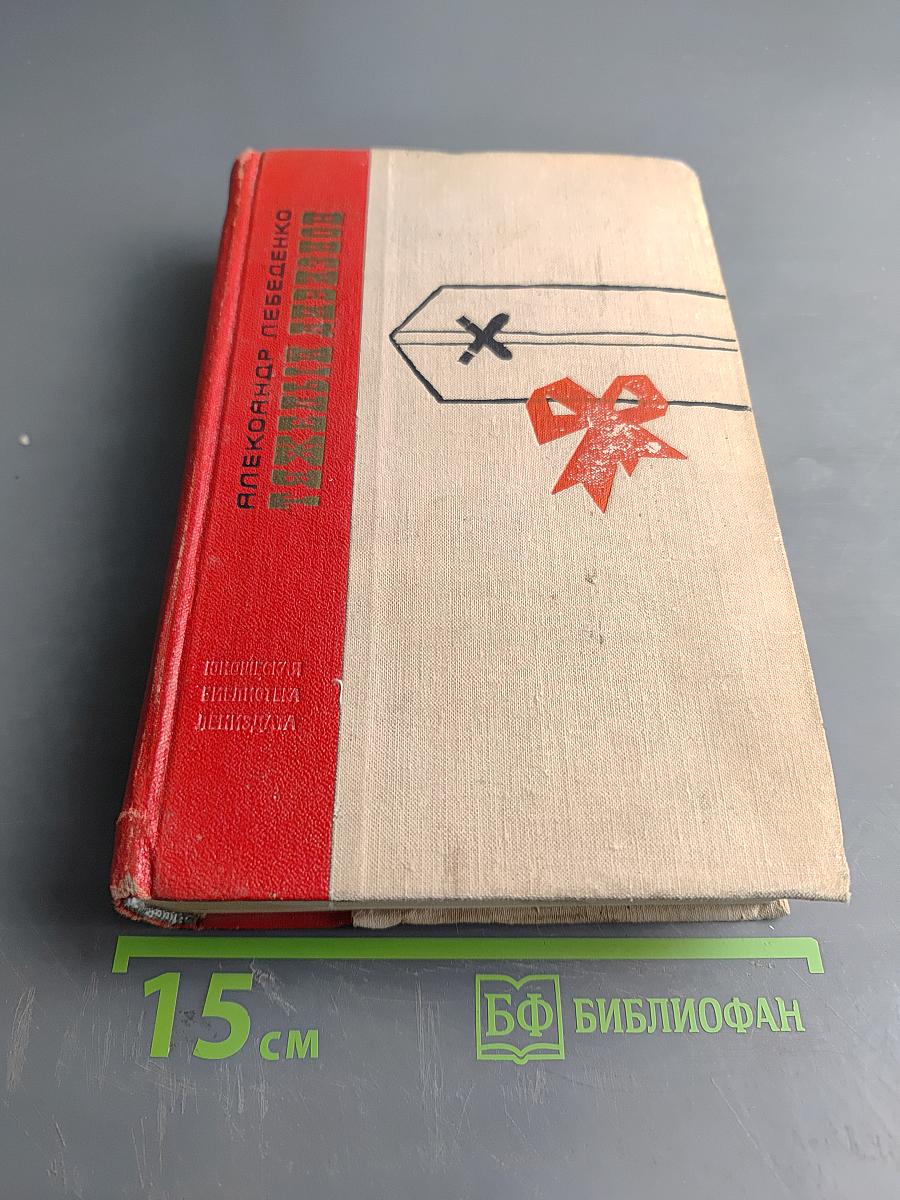 АЛЕКСАНДР ЛЕБЕДЕНКО
ТЯЖЕЛЫЙ ДИВИЗИОН
ЮНОШЕСКАЯ
БИБЛИОТЕКА
ЛЕНИЗДАТА
15 см
БФ БИБЛИОФАН